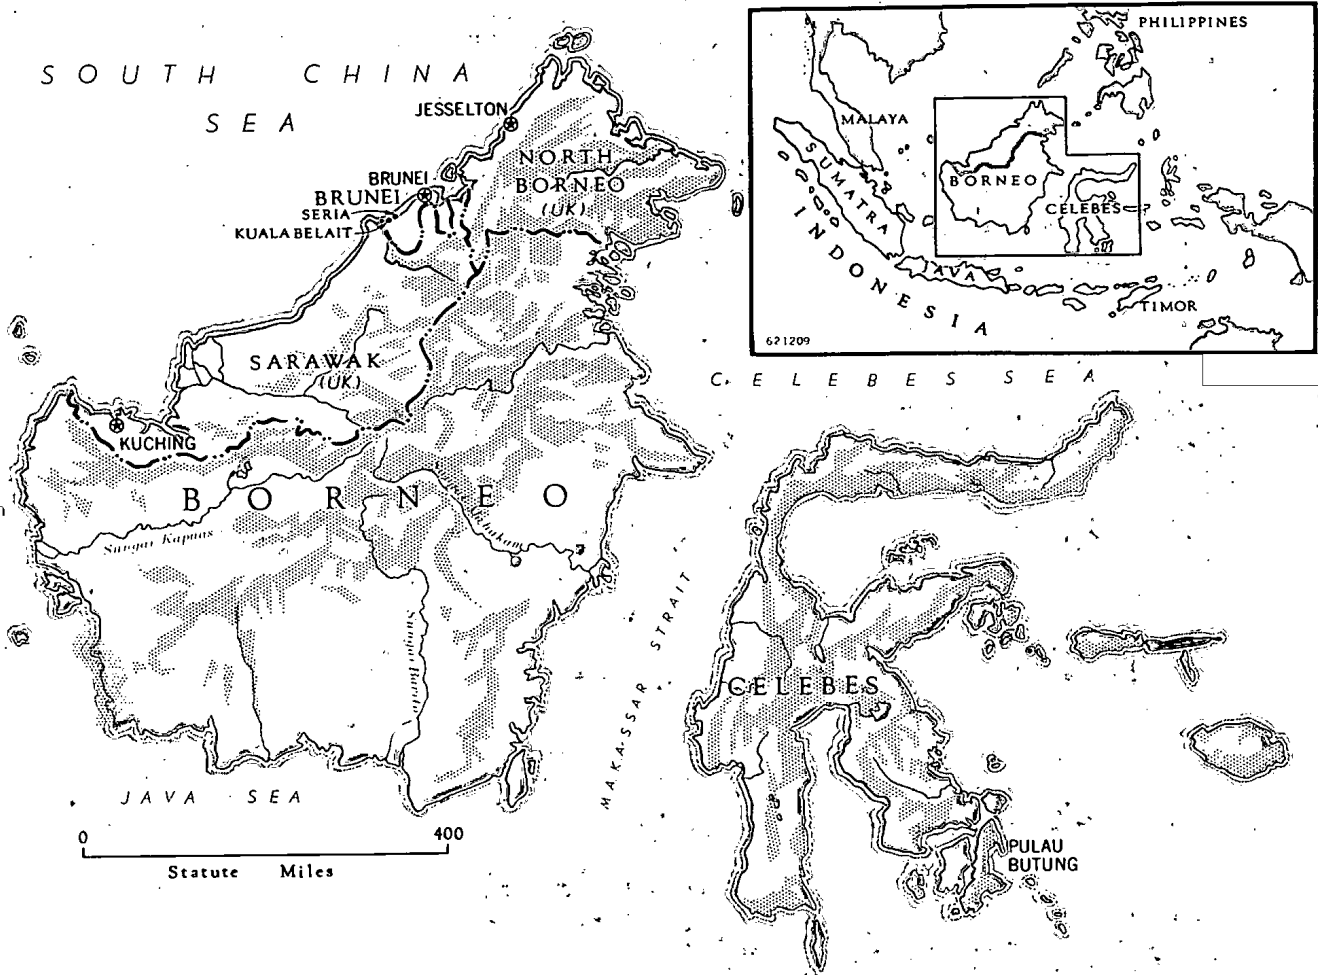 SOUTH CHINA
SEA
JESSELTON
NORTH
BORNEO
(UK)
BRUNEI
BRUNEI
SERIA
KUALA BELAIT
SARAWAK
(UK)
KUCHING
BORNEO
Sungai Kapuas
JAVA SEA
0 400
Statute Miles
MAKASSAR STRAIT
CELEBES SEA
CELEBES
PULAU
BUTUNG
PHILIPPINES
MALAYA
SUMATRA
BORNEO
CELEBES
JAVA
TIMOR
INDONESIA
621209